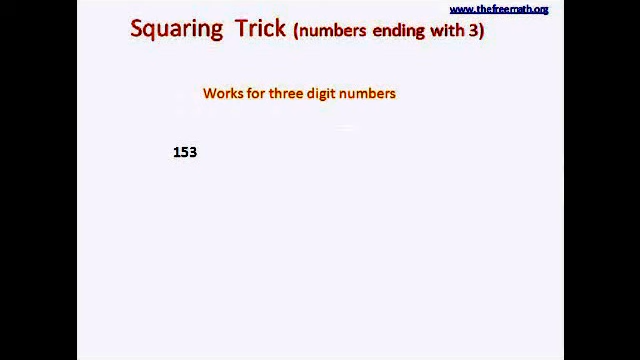 www.thefreemath.org
Squaring Trick (numbers ending with 3)
Works for three digit numbers
153